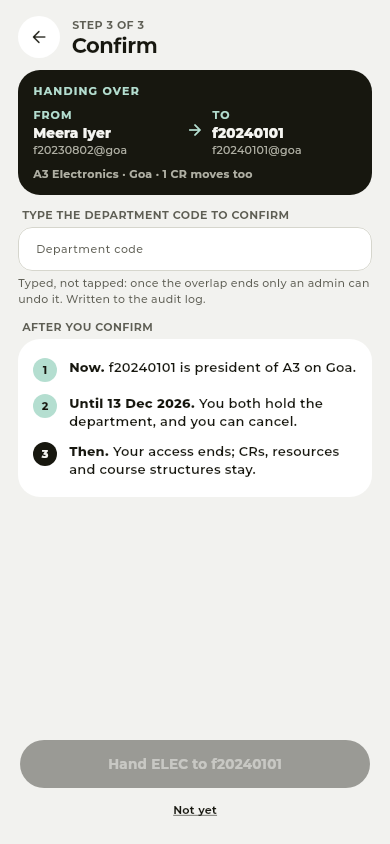 STEP 3 OF 3
Confirm
HANDING OVER
FROM
Meera Iyer
f20230802@goa
TO
f20240101
f20240101@goa
A3 Electronics · Goa · 1 CR moves too
TYPE THE DEPARTMENT CODE TO CONFIRM
Department code
Typed, not tapped: once the overlap ends only an admin can
undo it. Written to the audit log.
AFTER YOU CONFIRM
1 Now. f20240101 is president of A3 on Goa.
2 Until 13 Dec 2026. You both hold the
department, and you can cancel.
3 Then. Your access ends; CRs, resources
and course structures stay.
Hand ELEC to f20240101
Not yet